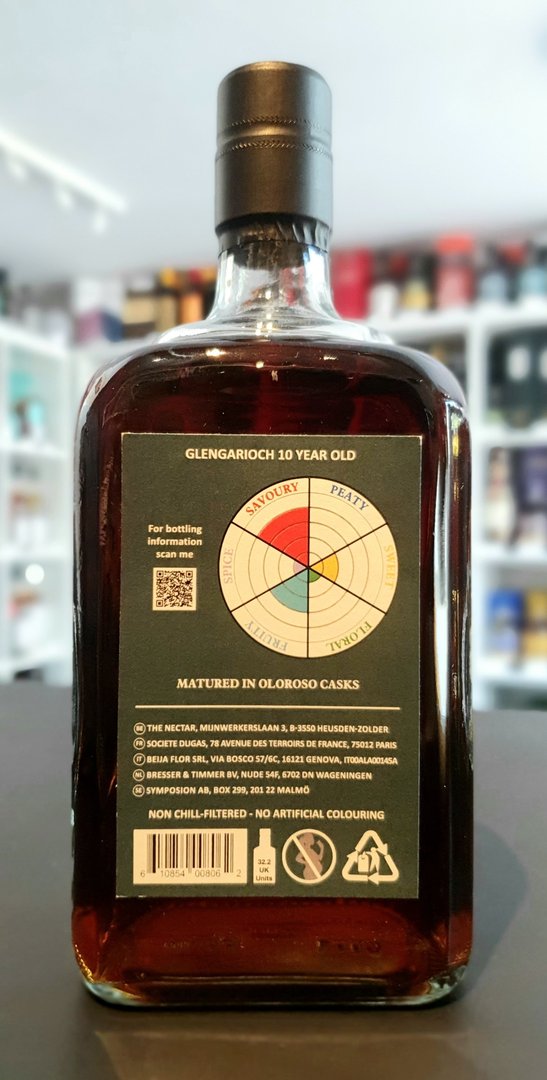 GLENGARIOCH 10 YEAR OLD
SAVOURY
PEATY
For bottling
information
scan me
SPICE
SWEET
FRUITY
FLORAL
MATURED IN OLOROSO CASKS
BE THE NECTAR, MIJNWERKERSLAAN 3, B-3550 HEUSDEN-ZOLDER
FR SOCIETE DUGAS, 78 AVENUE DES TERROIRS DE FRANCE, 75012 PARIS
IT BEIJA FLOR SRL, VIA BOSCO 57/6C, 16121 GENOVA, IT00ALA00145A
NL BRESSER & TIMMER BV, NUDE 54F, 6702 DN WAGENINGEN
SE SYMPOSION AB, BOX 299, 201 22 MALMÖ
NON CHILL-FILTERED - NO ARTIFICIAL COLOURING
6 10854 00806 2
32.2
UK
Units